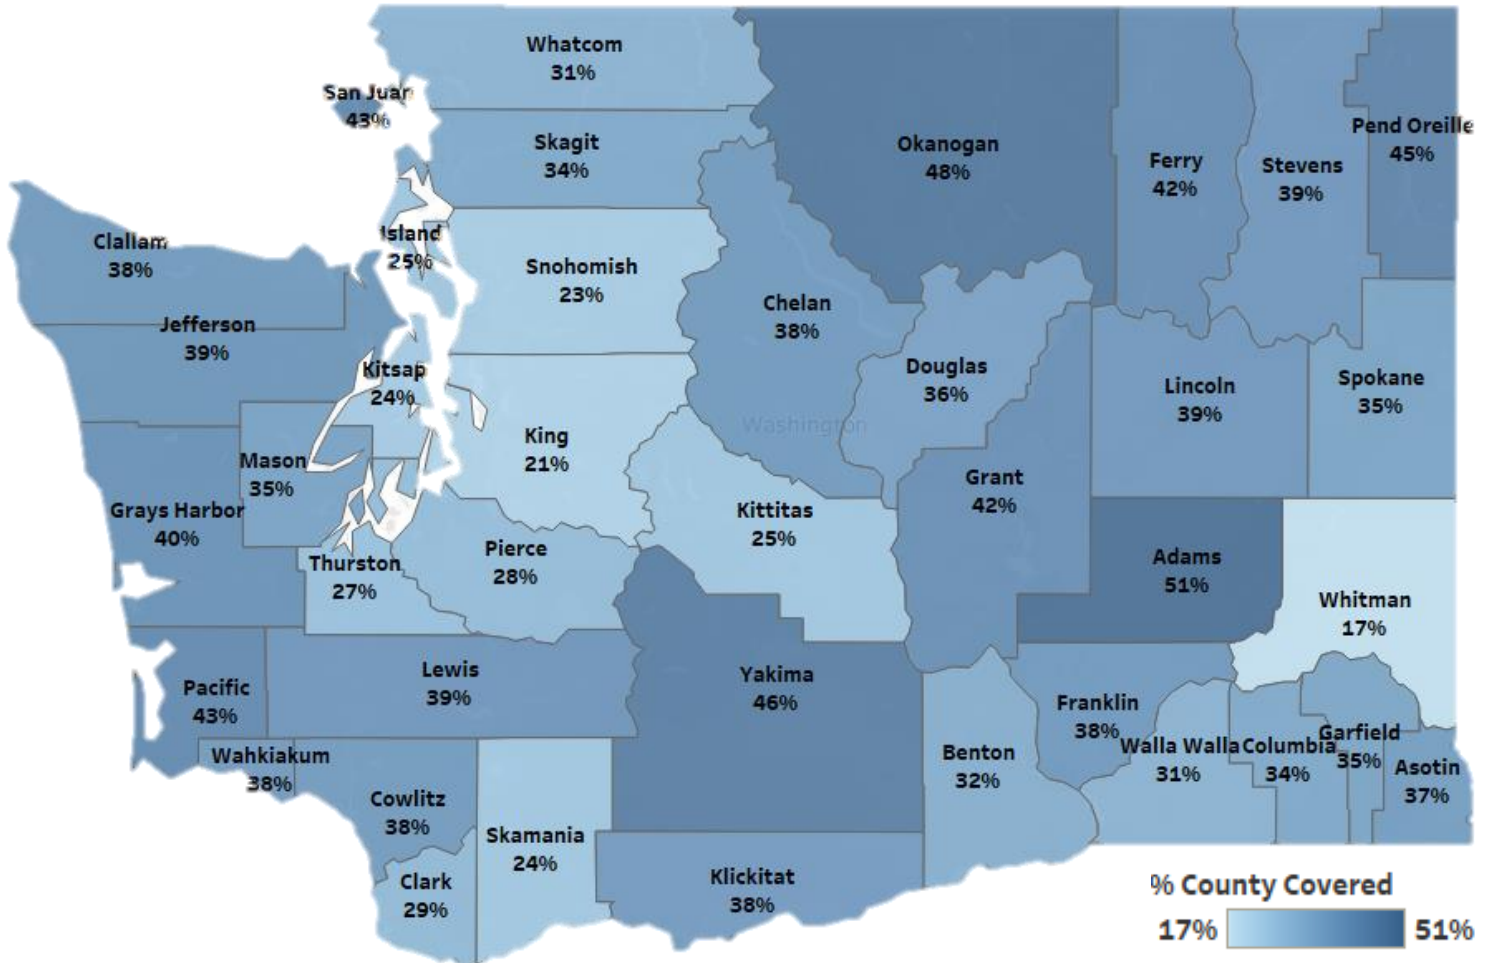 Whatcom
31%
San Juan
43%
Skagit
34%
Okanogan
48%
Ferry
42%
Stevens
39%
Pend Oreille
45%
Clallam
38%
Island
25%
Snohomish
23%
Chelan
38%
Jefferson
39%
Kitsap
24%
Douglas
36%
Lincoln
39%
Spokane
35%
Washington
King
21%
Mason
35%
Grant
42%
Grays Harbor
40%
Kittitas
25%
Pierce
28%
Thurston
27%
Adams
51%
Whitman
17%
Lewis
39%
Yakima
46%
Pacific
43%
Franklin
38%
Wahkiakum
38%
Benton
32%
Walla Walla
31%
Columbia
34%
Garfield
35%
Asotin
37%
Cowlitz
38%
Skamania
24%
Clark
29%
Klickitat
38%
% County Covered
17% 51%